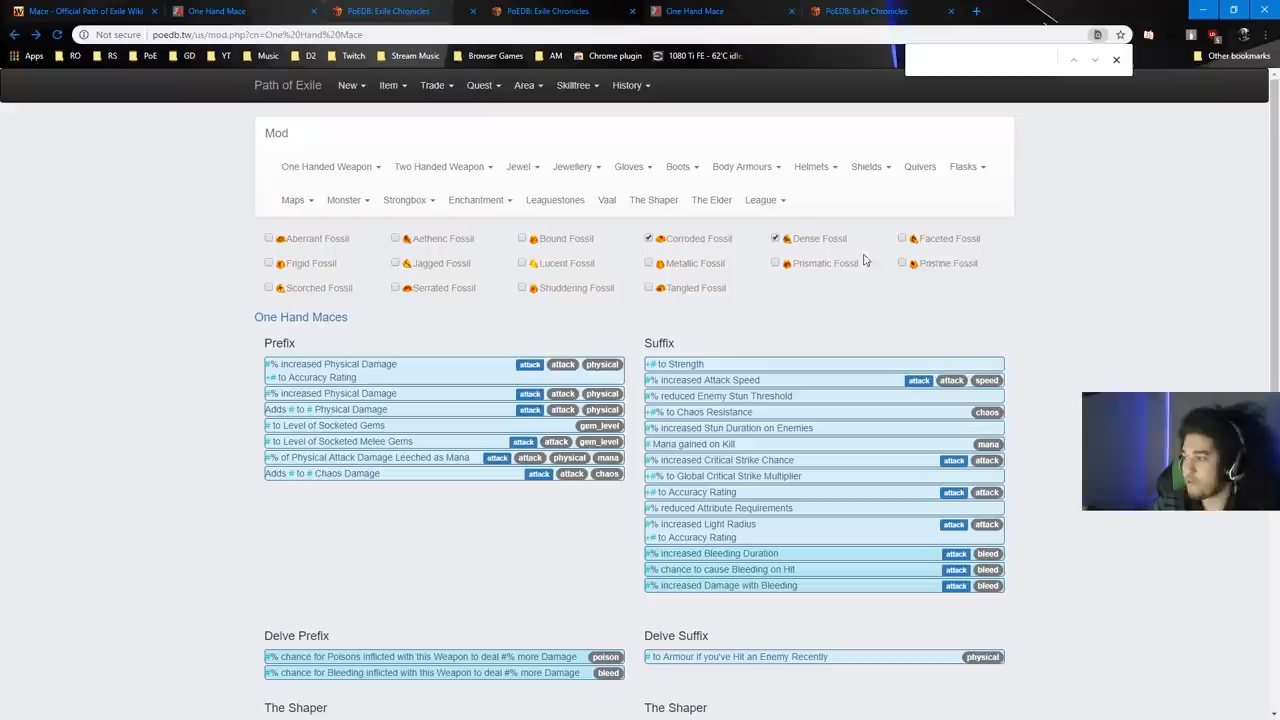 Mace - Official Path of Exile Wiki
One Hand Mace
PoEDB: Exile Chronicles
PoEDB: Exile Chronicles
One Hand Mace
PoEDB: Exile Chronicles
Not secure poedb.tw/us/mod.php?cn=One%20Hand%20Mace
Apps RO RS PoE GD YT Music D2 Twitch Stream Music Browser Games AM Chrome plugin 1080 Ti FE - 62°C idle. Other bookmarks
Path of Exile New Item Trade Quest Area Skilltree History
Mod
One Handed Weapon Two Handed Weapon Jewel Jewellery Gloves Boots Body Armours Helmets Shields Quivers Flasks
Maps Monster Strongbox Enchantment Leaguestones Vaal The Shaper The Elder League
Aberrant Fossil Aetheric Fossil Bound Fossil Corroded Fossil Dense Fossil Faceted Fossil
Frigid Fossil Jagged Fossil Lucent Fossil Metallic Fossil Prismatic Fossil Pristine Fossil
Scorched Fossil Serrated Fossil Shuddering Fossil Tangled Fossil
One Hand Maces
Prefix
#% increased Physical Damage attack attack physical
+# to Accuracy Rating
#% increased Physical Damage attack attack physical
Adds # to # Physical Damage attack attack physical
# to Level of Socketed Gems gem_level
# to Level of Socketed Melee Gems attack attack gem_level
#% of Physical Attack Damage Leeched as Mana attack attack physical mana
Adds # to # Chaos Damage attack attack chaos
Suffix
+# to Strength
#% increased Attack Speed attack attack speed
#% reduced Enemy Stun Threshold
+#% to Chaos Resistance chaos
#% increased Stun Duration on Enemies
# Mana gained on Kill mana
#% increased Critical Strike Chance attack attack
+#% to Global Critical Strike Multiplier
+# to Accuracy Rating attack attack
#% reduced Attribute Requirements
#% increased Light Radius attack attack
+# to Accuracy Rating
#% increased Bleeding Duration attack bleed
#% chance to cause Bleeding on Hit attack bleed
#% increased Damage with Bleeding attack bleed
Delve Prefix
#% chance for Poisons inflicted with this Weapon to deal #% more Damage poison
#% chance for Bleeding inflicted with this Weapon to deal #% more Damage bleed
Delve Suffix
# to Armour if you've Hit an Enemy Recently physical
The Shaper
The Shaper